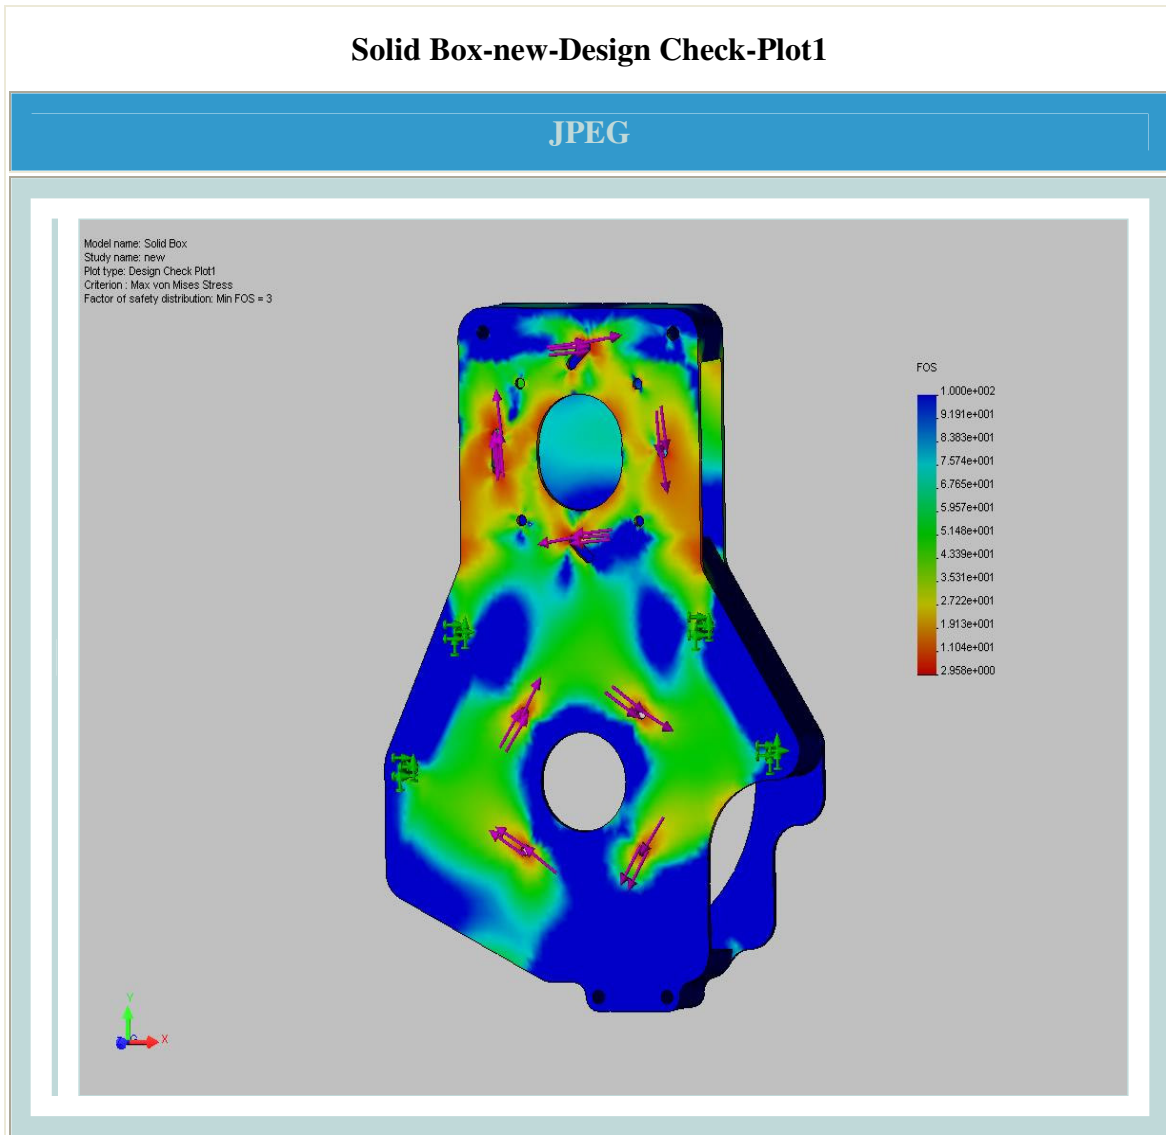 Solid Box-new-Design Check-Plot1
JPEG
Model name: Solid Box
Study name: new
Plot type: Design Check Plot1
Criterion : Max von Mises Stress
Factor of safety distribution: Min FOS = 3
FOS
1.000e+002
9.191e+001
8.383e+001
7.574e+001
6.765e+001
5.957e+001
5.148e+001
4.339e+001
3.531e+001
2.722e+001
1.913e+001
1.104e+001
2.958e+000
Y
X